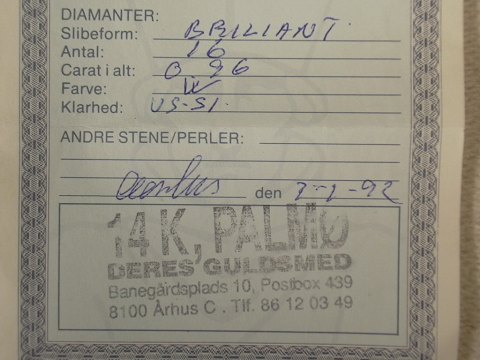 DIAMANTER:
Slibeform: BRILIANT.
Antal: 16
Carat i alt: 0.96
Farve: W
Klarhed: VS-SI.
ANDRE STENE/PERLER:
Aarhus den 7-1-92
14K, PALMØ
DERES GULDSMED
Banegårdsplads 10, Postbox 439
8100 Århus C . Tlf. 86 12 03 49